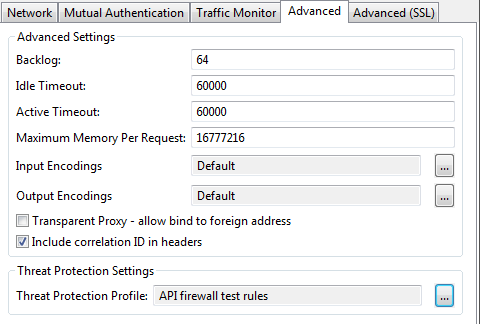 Network Mutual Authentication Traffic Monitor Advanced Advanced (SSL)
Advanced Settings
Backlog: 64
Idle Timeout: 60000
Active Timeout: 60000
Maximum Memory Per Request: 16777216
Input Encodings Default ...
Output Encodings Default ...
Transparent Proxy - allow bind to foreign address
Include correlation ID in headers
Threat Protection Settings
Threat Protection Profile: API firewall test rules ...